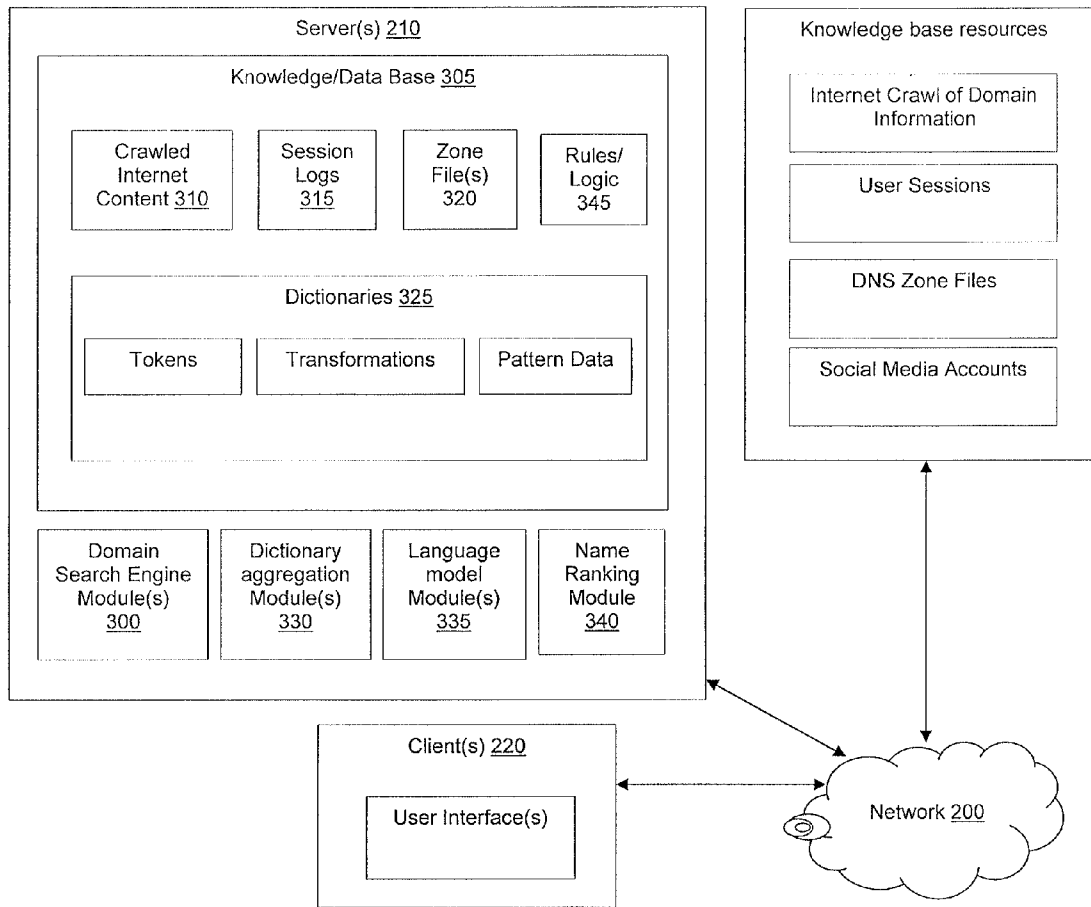 Server(s) 210
Knowledge/Data Base 305
Crawled
Internet
Content 310
Session
Logs
315
Zone
File(s)
320
Rules/
Logic
345
Dictionaries 325
Tokens
Transformations
Pattern Data
Domain
Search Engine
Module(s)
300
Dictionary
aggregation
Module(s)
330
Language
model
Module(s)
335
Name
Ranking
Module
340
Knowledge base resources
Internet Crawl of Domain
Information
User Sessions
DNS Zone Files
Social Media Accounts
Client(s) 220
User Interface(s)
Network 200